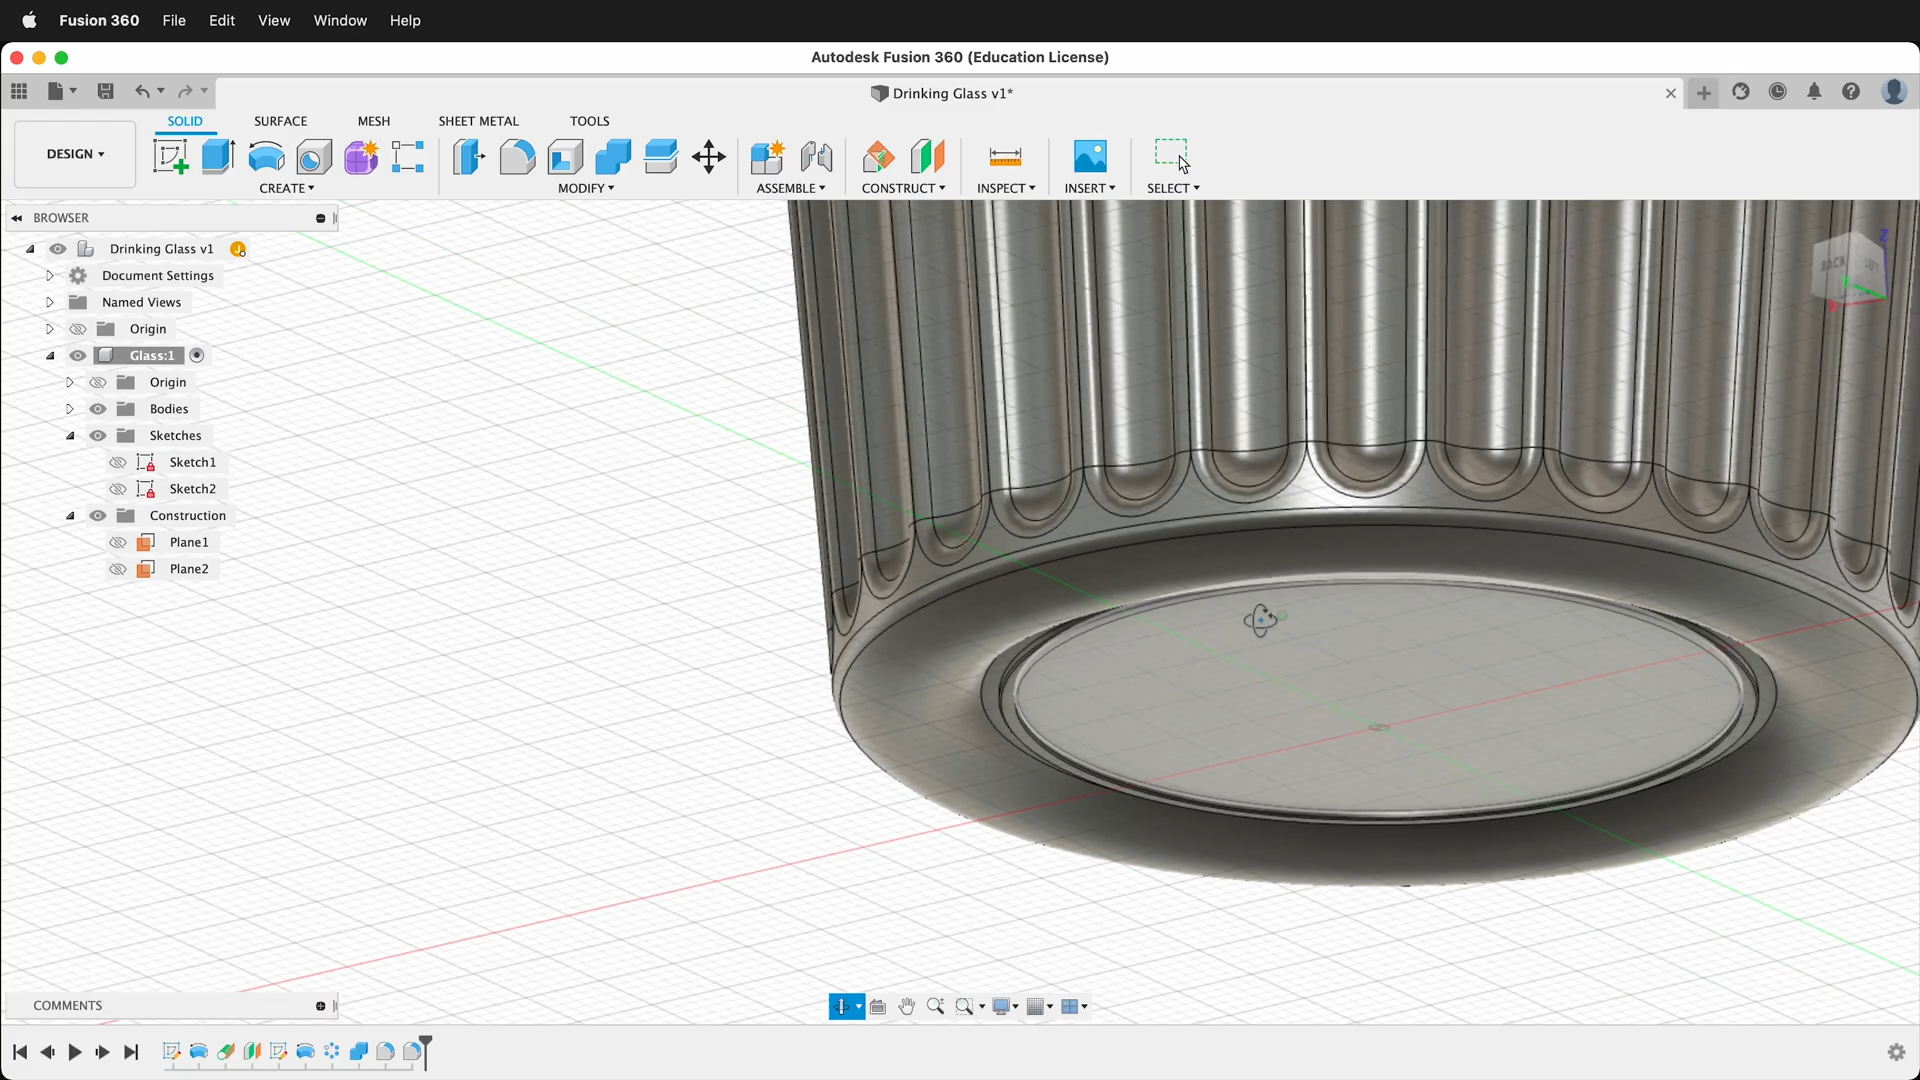 Fusion 360 File Edit View Window Help
Autodesk Fusion 360 (Education License)
Drinking Glass v1*
SOLID SURFACE MESH SHEET METAL TOOLS
DESIGN
CREATE MODIFY ASSEMBLE CONSTRUCT INSPECT INSERT SELECT
BROWSER
Drinking Glass v1
Document Settings
Named Views
Origin
Glass:1
Origin
Bodies
Sketches
Sketch1
Sketch2
Construction
Plane1
Plane2
Z
BACK
COMMENTS